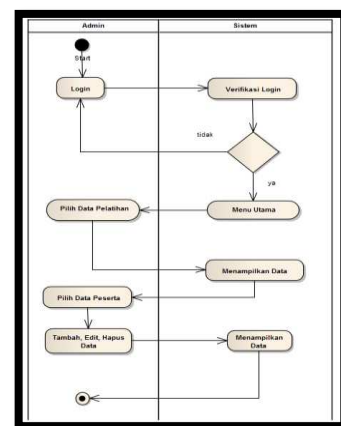 Admin
Sistem
Start
Login
Verifikasi Login
tidak
ya
Pilih Data Pelatihan
Menu Utama
Menampilkan Data
Pilih Data Peserta
Tambah, Edit, Hapus
Data
Menampilkan
Data